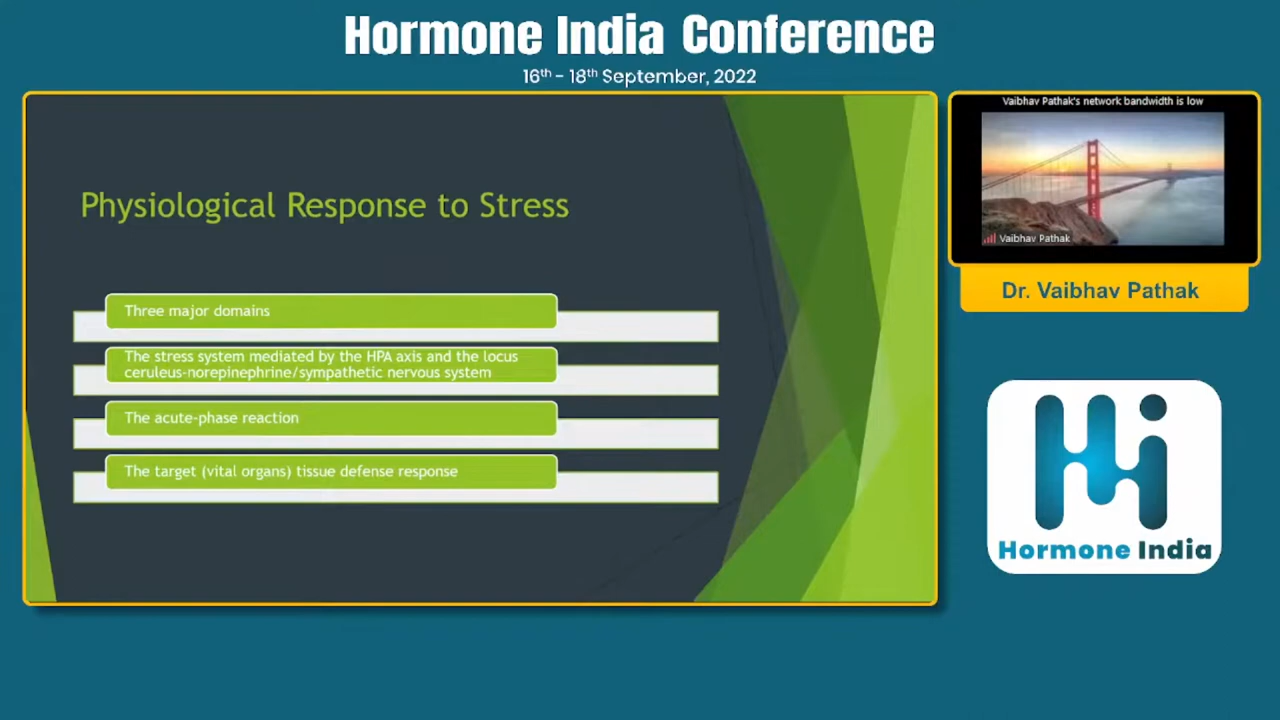 Hormone India Conference
16th - 18th September, 2022
Physiological Response to Stress
Three major domains
The stress system mediated by the HPA axis and the locus
ceruleus-norepinephrine/sympathetic nervous system
The acute-phase reaction
The target (vital organs) tissue defense response
Vaibhav Pathak's network bandwidth is low
Vaibhav Pathak
Dr. Vaibhav Pathak
Hi
Hormone India